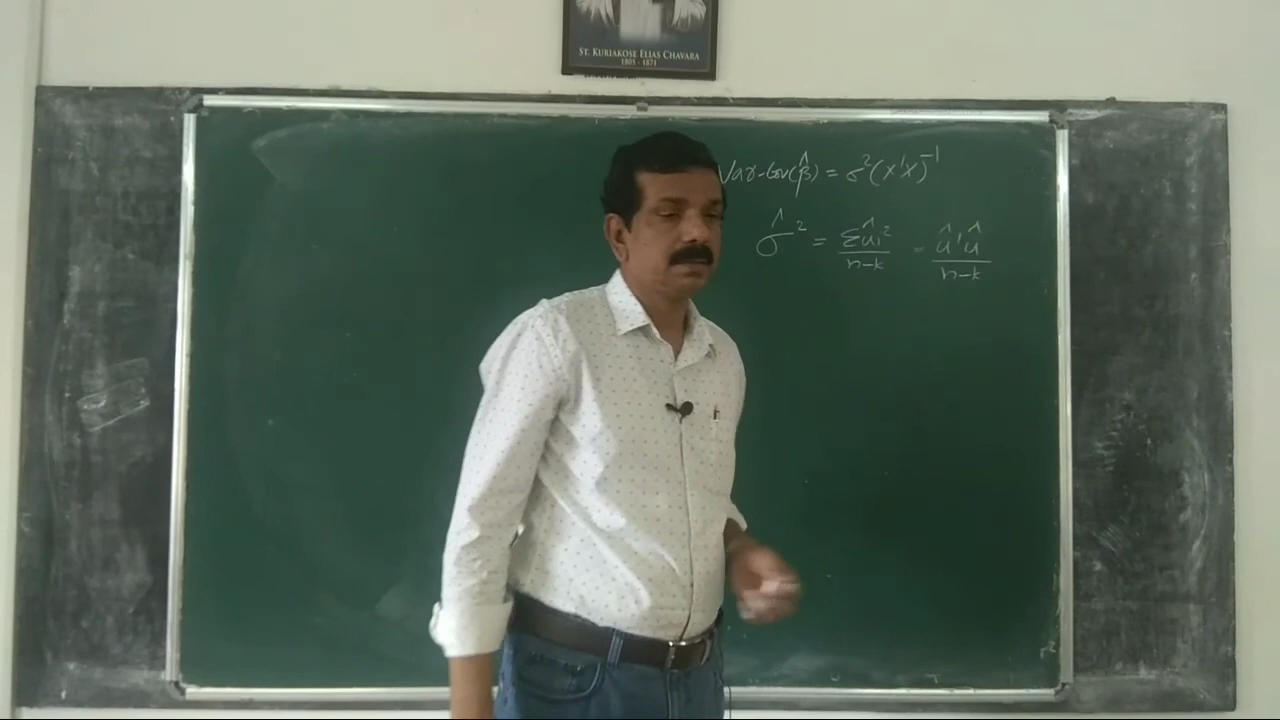 ST. KURIAKOSE ELIAS CHAVARA
1805 - 1871
Var-Cov(β̂) = σ²(X'X)⁻¹
σ̂² = Σûᵢ²/n-k = û'û/n-k